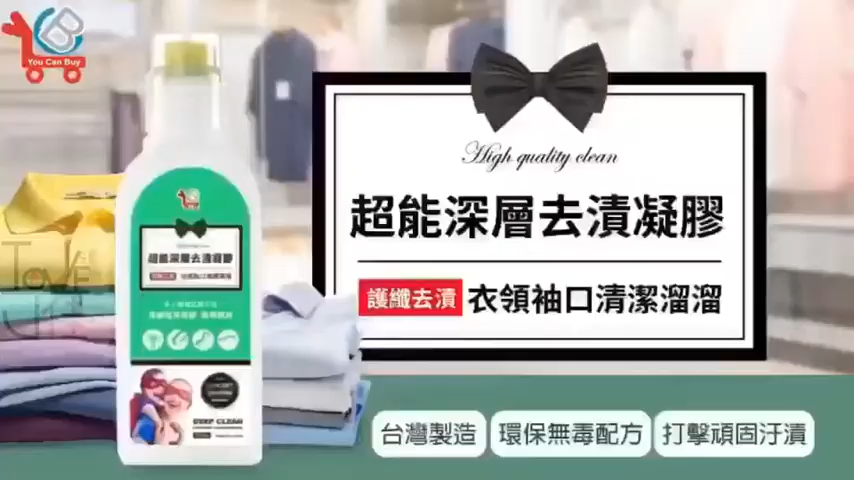 You Can Buy
High quality clean
超能深層去漬凝膠
護纖去漬 衣領袖口清潔溜溜
台灣製造 環保無毒配方 打擊頑固汙漬
超能深層去漬凝膠
DEEP CLEAN